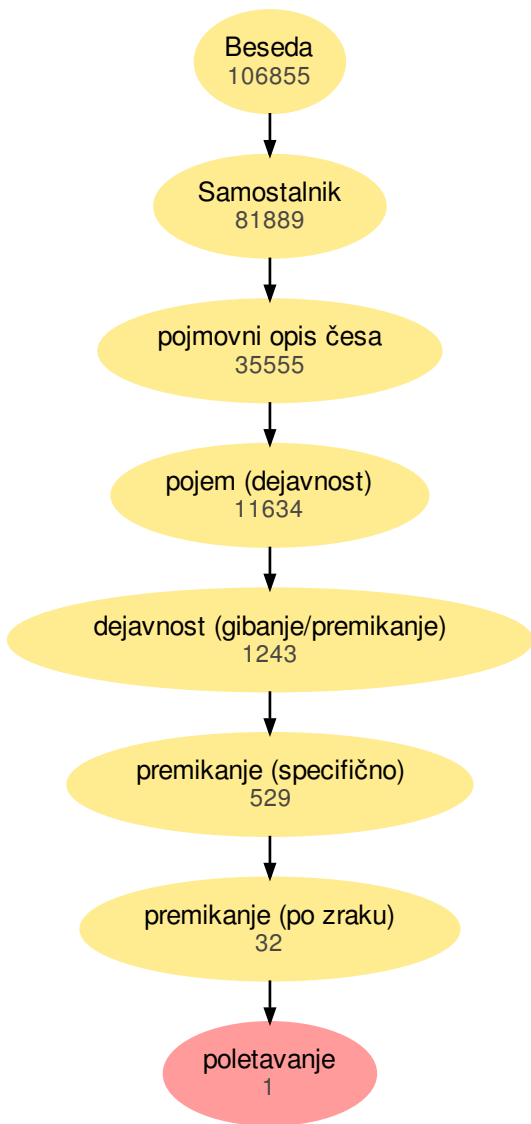 Beseda
106855
Samostalnik
81889
pojmovni opis česa
35555
pojem (dejavnost)
11634
dejavnost (gibanje/premikanje)
1243
premikanje (specifično)
529
premikanje (po zraku)
32
poletavanje
1